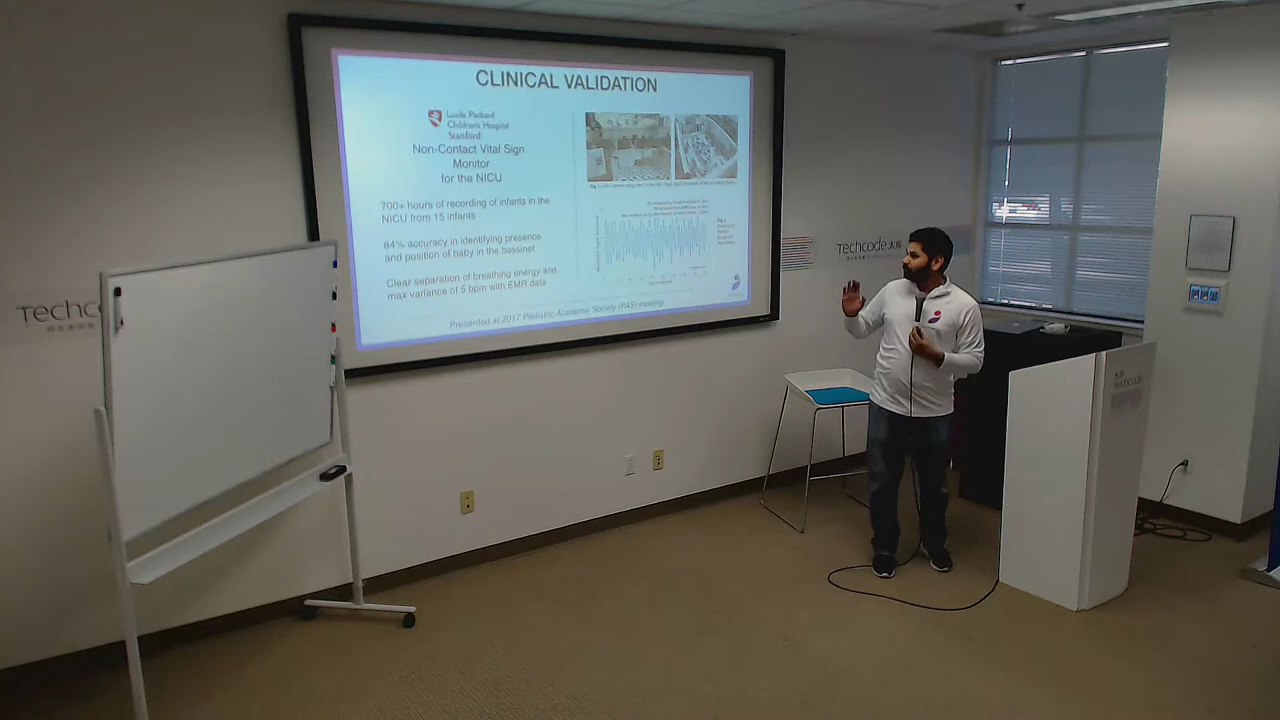 CLINICAL VALIDATION
Lucile Packard
Children's Hospital
Stanford
Non-Contact Vital Sign
Monitor
for the NICU
700+ hours of recording of infants in the
NICU from 15 infants
84% accuracy in identifying presence
and position of baby in the bassinet
Clear separation of breathing energy and
max variance of 5 bpm with EMR data
Presented at 2017 Pediatric Academic Society (PAS) meeting
Techcode
Techc
techcode